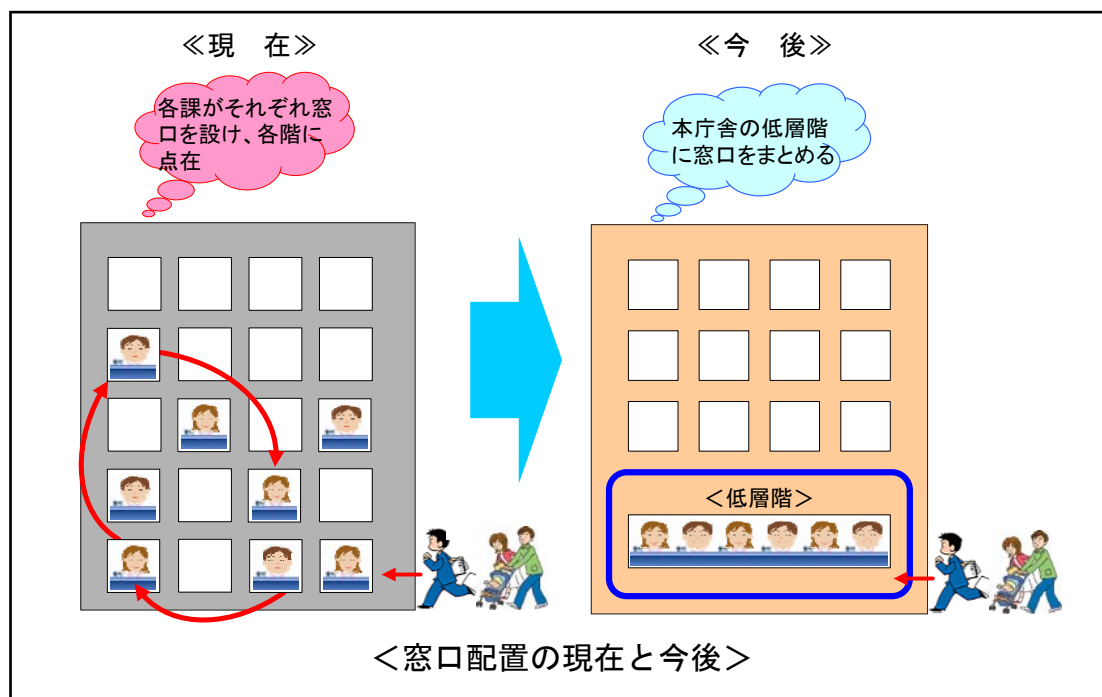 ≪現　在≫
各課がそれぞれ窓
口を設け、各階に
点在
≪今　後≫
本庁舎の低層階
に窓口をまとめる
＜低層階＞
＜窓口配置の現在と今後＞